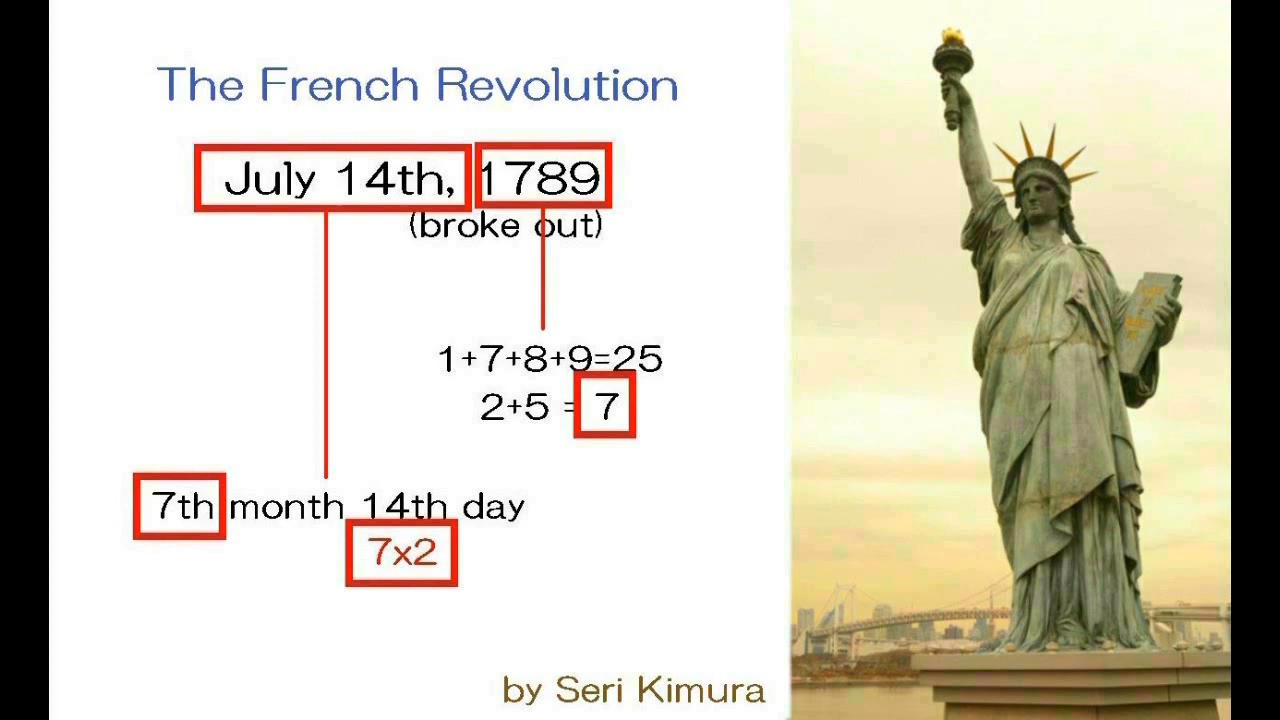 The French Revolution
July 14th, 1789
(broke out)
1+7+8+9=25
2+5 = 7
7th month 14th day
7x2
by Seri Kimura